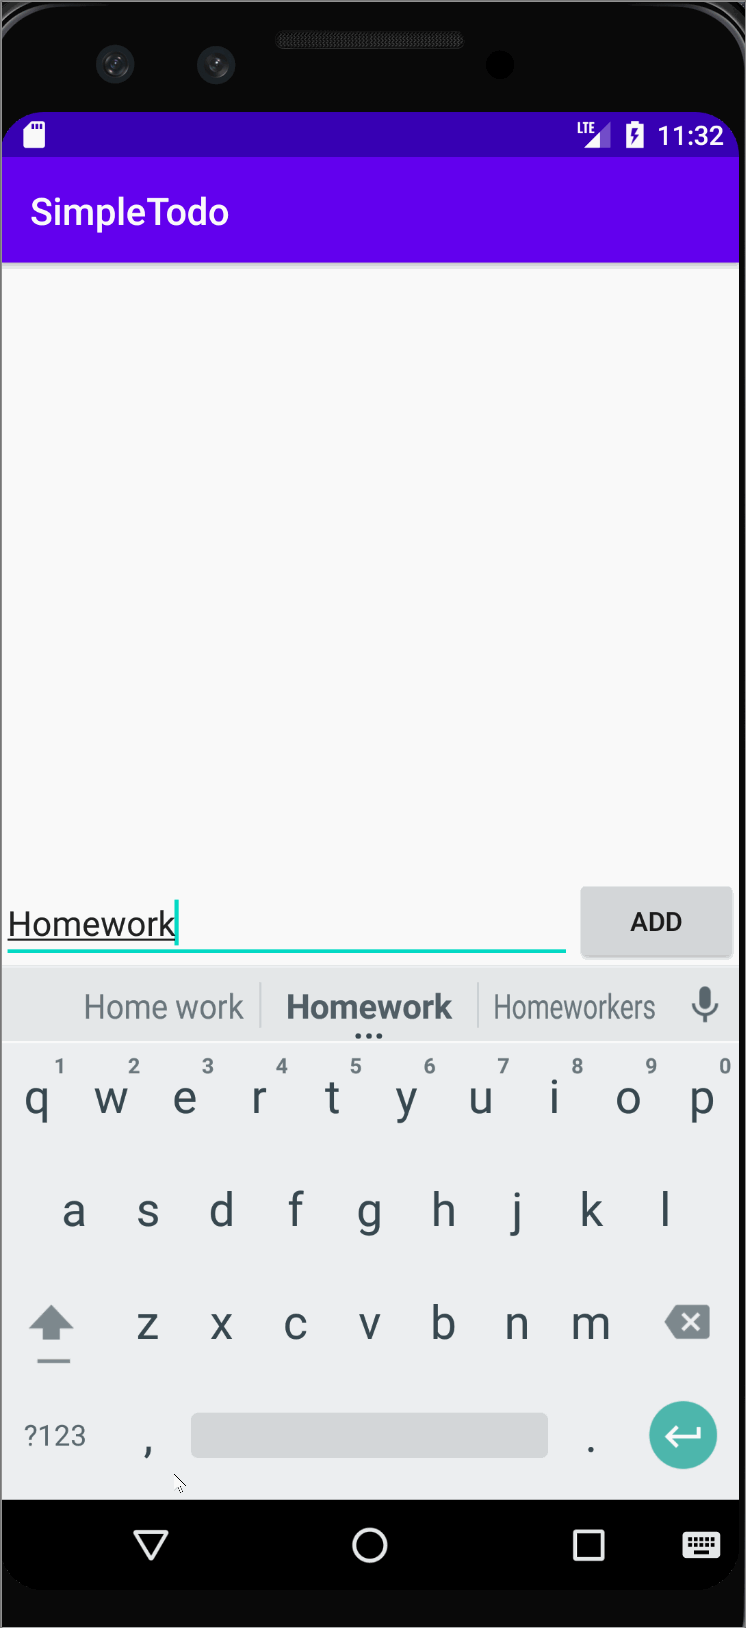 LTE 11:32
SimpleTodo
Homework ADD
Home work Homework Homeworkers
1 2 3 4 5 6 7 8 9 0
q w e r t y u i o p
a s d f g h j k l
z x c v b n m
?123 , .